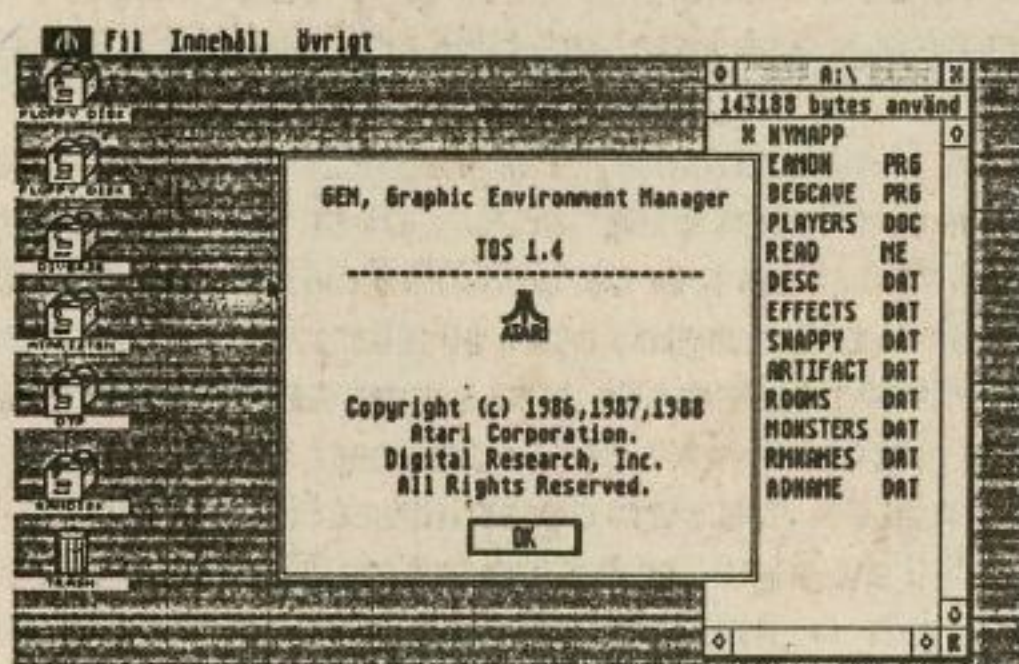 Fil Innehåll Övrigt
FLOPPY DISK
FLOPPY DISK
RAMDISK
TRASH
A:\
143188 bytes använd
NYMAPP
EAMON PRG
BEGCAVE PRG
PLAYERS DOC
READ ME
DESC DAT
EFFECTS DAT
SNAPPY DAT
ARTIFACT DAT
ROOMS DAT
MONSTERS DAT
RMNAMES DAT
ADNAME DAT
GEM, Graphic Environment Manager
TOS 1.4
ATARI
Copyright (c) 1986,1987,1988
Atari Corporation.
Digital Research, Inc.
All Rights Reserved.
OK